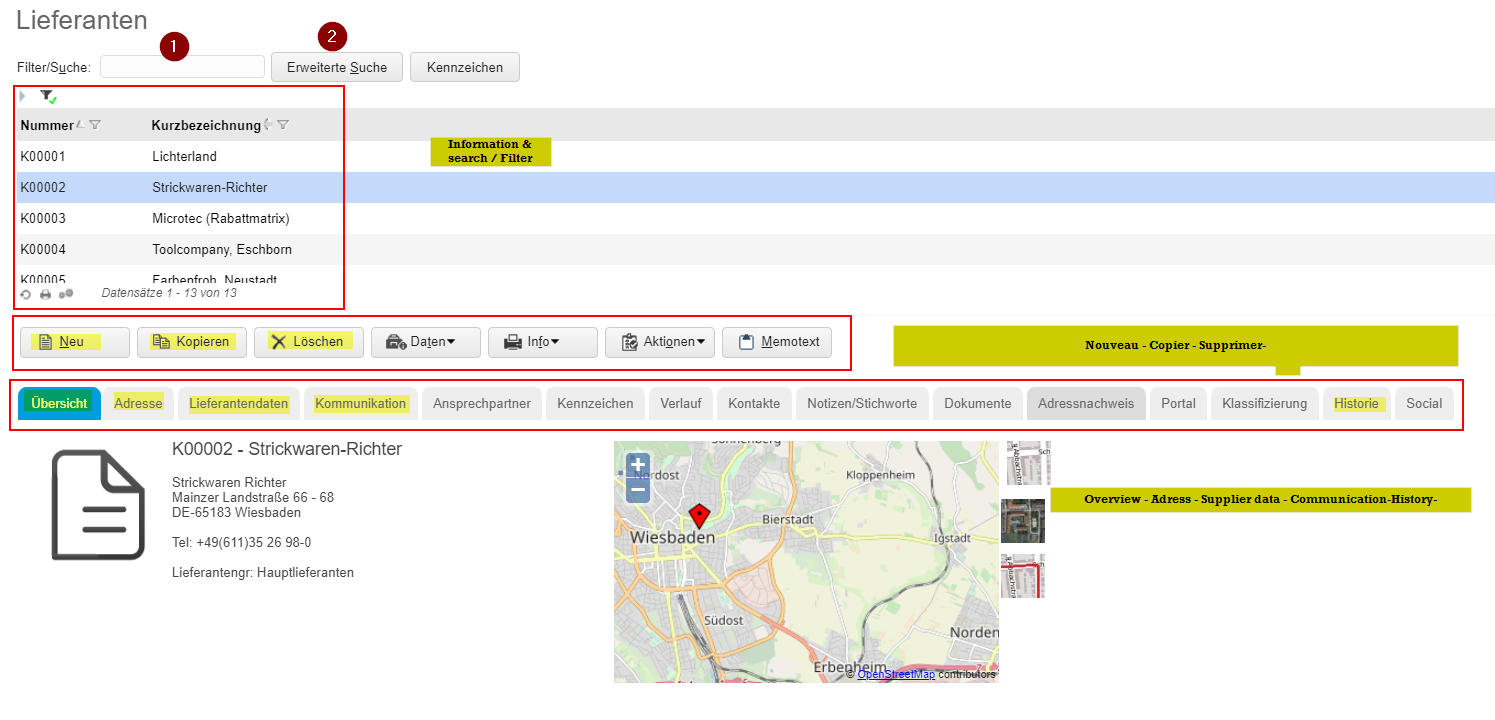 Lieferanten
1
2
Filter/Suche:
Erweiterte Suche
Kennzeichen
Nummer
Kurzbezeichnung
K00001
Lichterland
Information &
search / Filter
K00002
Strickwaren-Richter
K00003
Microtec (Rabattmatrix)
K00004
Toolcompany, Eschborn
K00005
Farbenfroh, Neustadt
Datensätze 1 - 13 von 13
Neu
Kopieren
Löschen
Daten
Info
Aktionen
Memotext
Nouveau - Copier - Supprimer-
Übersicht
Adresse
Lieferantendaten
Kommunikation
Ansprechpartner
Kennzeichen
Verlauf
Kontakte
Notizen/Stichworte
Dokumente
Adressnachweis
Portal
Klassifizierung
Historie
Social
K00002 - Strickwaren-Richter
Strickwaren Richter
Mainzer Landstraße 66 - 68
DE-65183 Wiesbaden
Tel: +49(611)35 26 98-0
Lieferantengr: Hauptlieferanten
Sonnenberg
+
−
Nordost
Kloppenheim
Bierstadt
Wiesbaden
Igstadt
Südost
Norden
Erbenheim
© OpenStreetMap contributors
Overview - Adress - Supplier data - Communication-History-